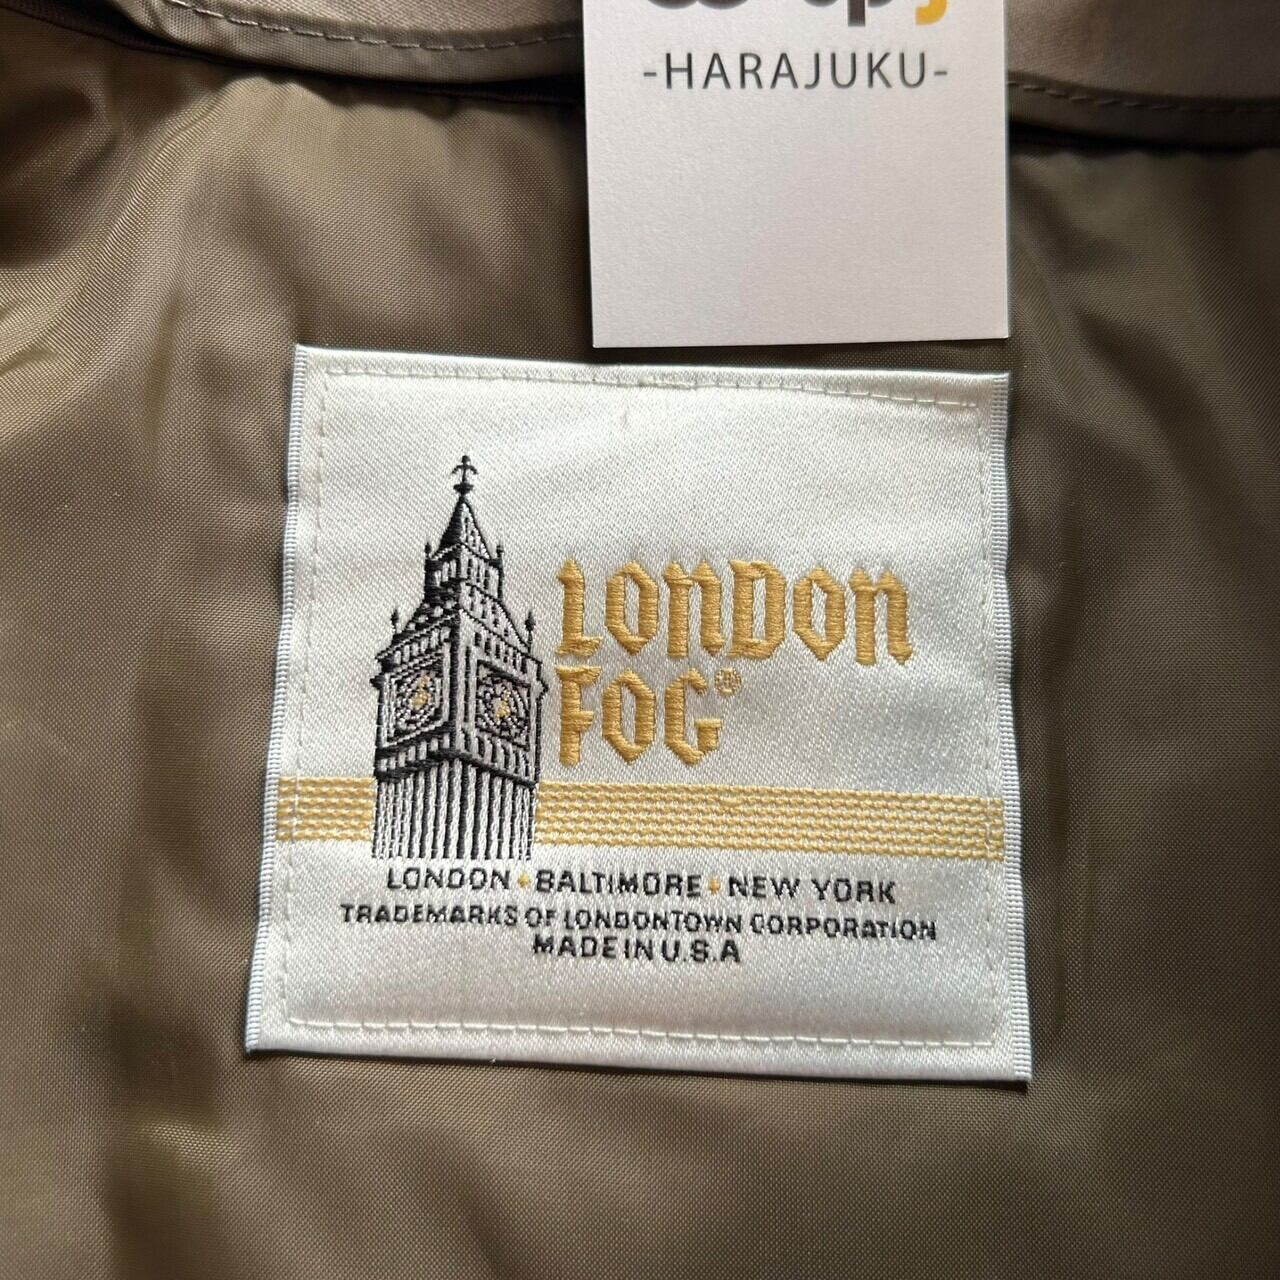 -HARAJUKU-
LONDON
FOG®
LONDON • BALTIMORE • NEW YORK
TRADEMARKS OF LONDONTOWN CORPORATION
MADE IN U.S.A